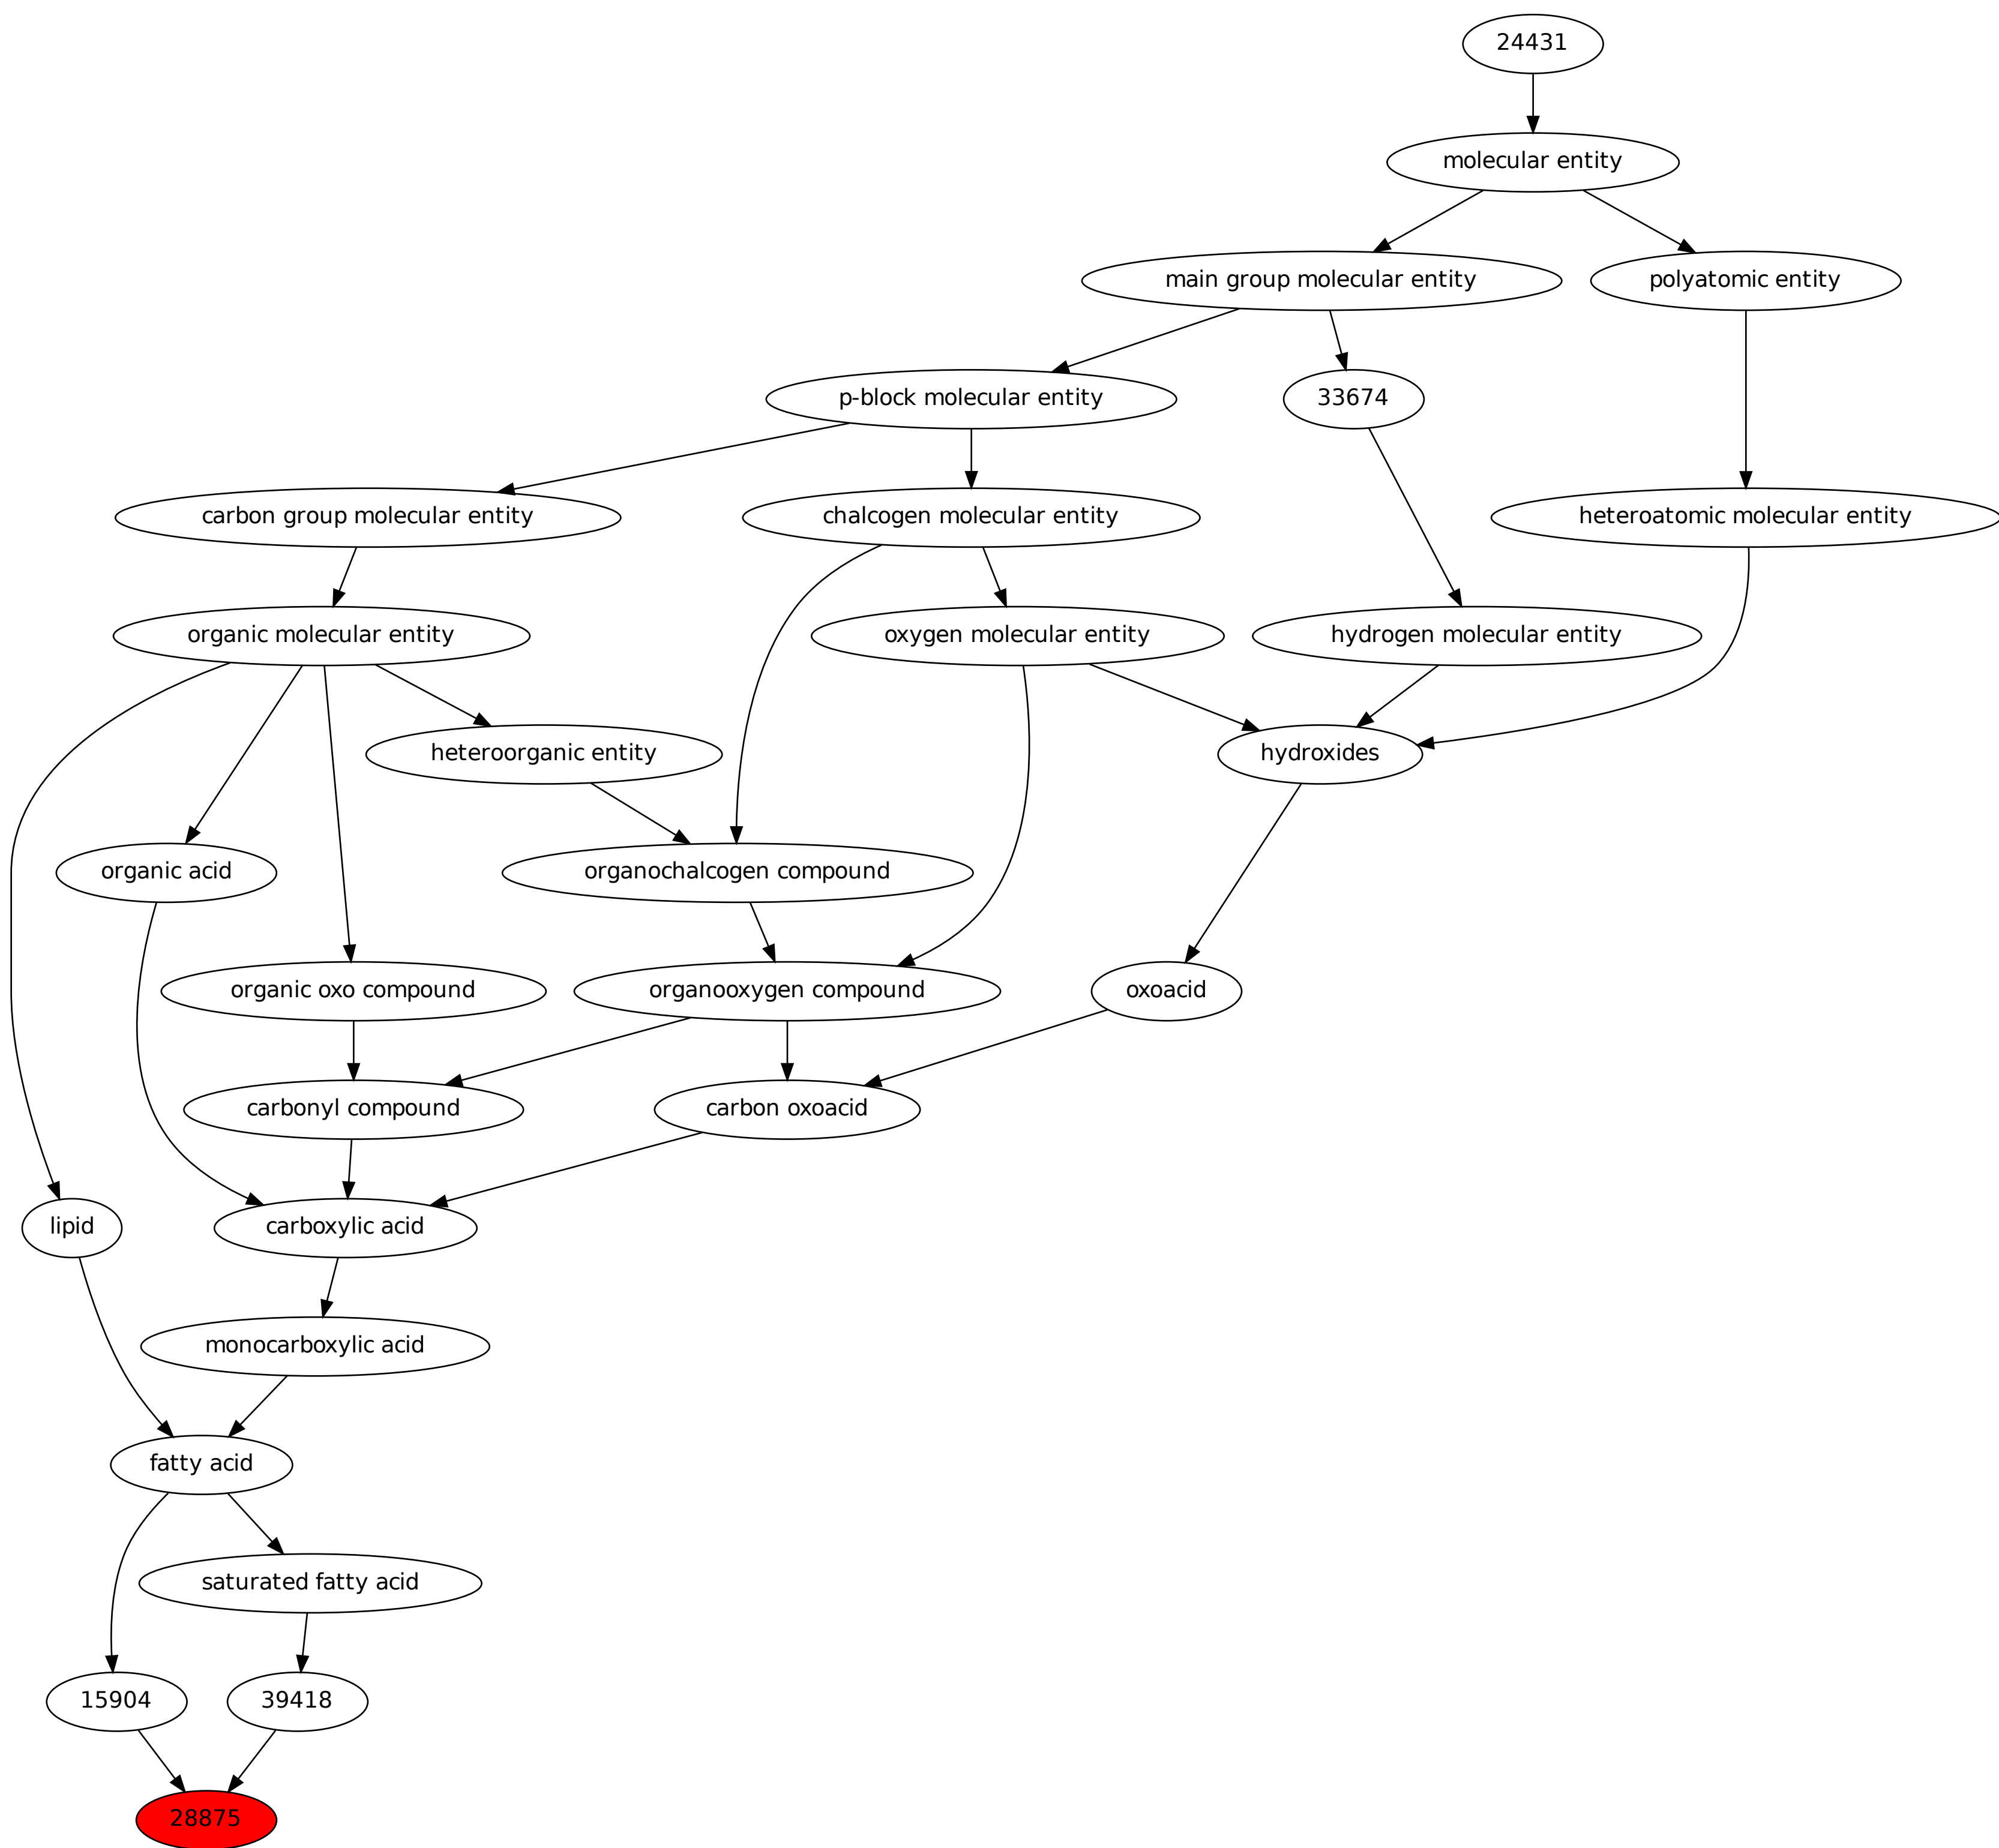 24431
molecular entity
main group molecular entity
polyatomic entity
p-block molecular entity
33674
carbon group molecular entity
chalcogen molecular entity
heteroatomic molecular entity
organic molecular entity
oxygen molecular entity
hydrogen molecular entity
heteroorganic entity
hydroxides
organic acid
organochalcogen compound
organic oxo compound
organooxygen compound
oxoacid
carbonyl compound
carbon oxoacid
lipid
carboxylic acid
monocarboxylic acid
fatty acid
saturated fatty acid
15904
39418
28875